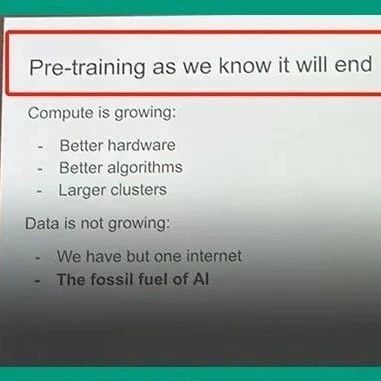 Pre-training as we know it will end
Compute is growing:
- Better hardware
- Better algorithms
- Larger clusters
Data is not growing:
- We have but one internet
- The fossil fuel of AI